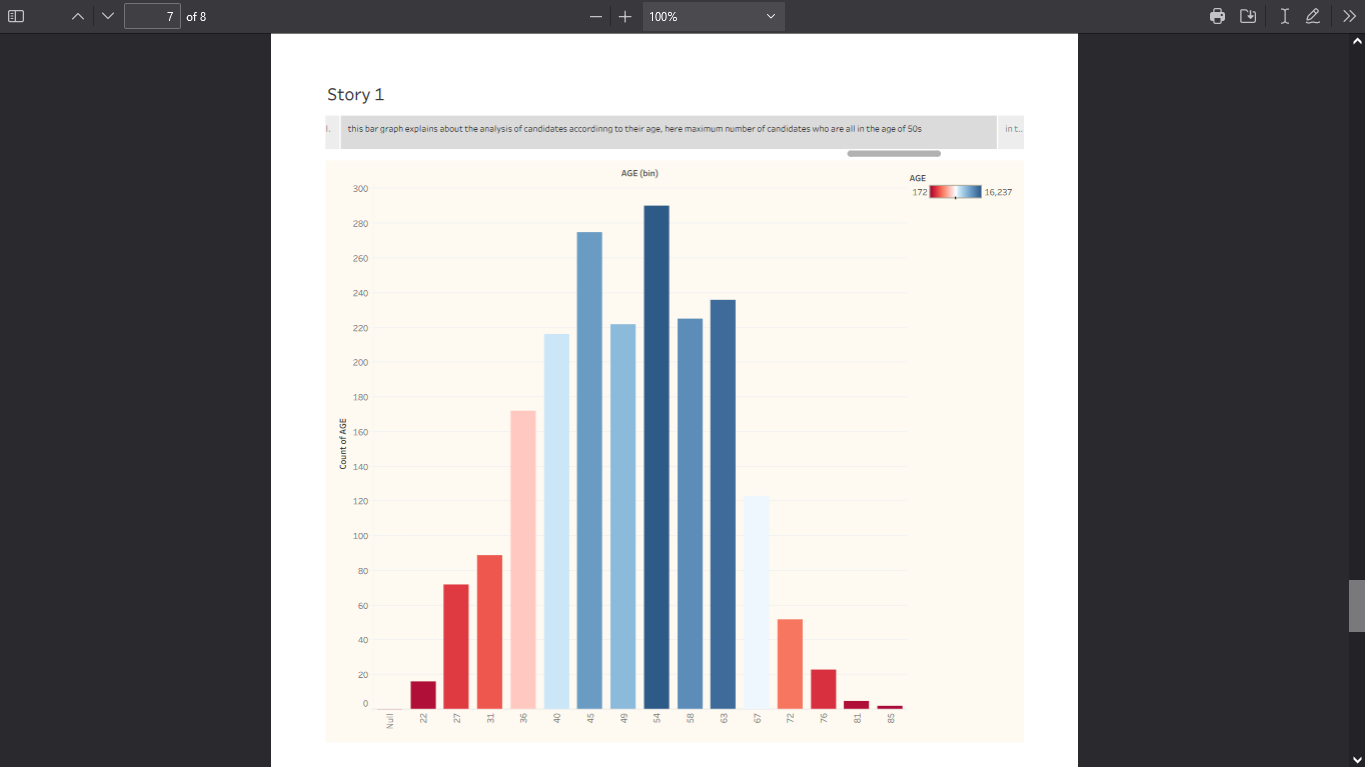 7 of 8
100%
Story 1
l.
this bar graph explains about the analysis of candidates accordinng to their age, here maximum number of candidates who are all in the age of 50s
in t..
AGE (bin)
AGE
172
16,237
300
280
260
240
220
200
180
160
140
120
100
80
60
40
20
0
Count of AGE
Null 22 27 31 36 40 45 49 54 58 63 67 72 76 81 85